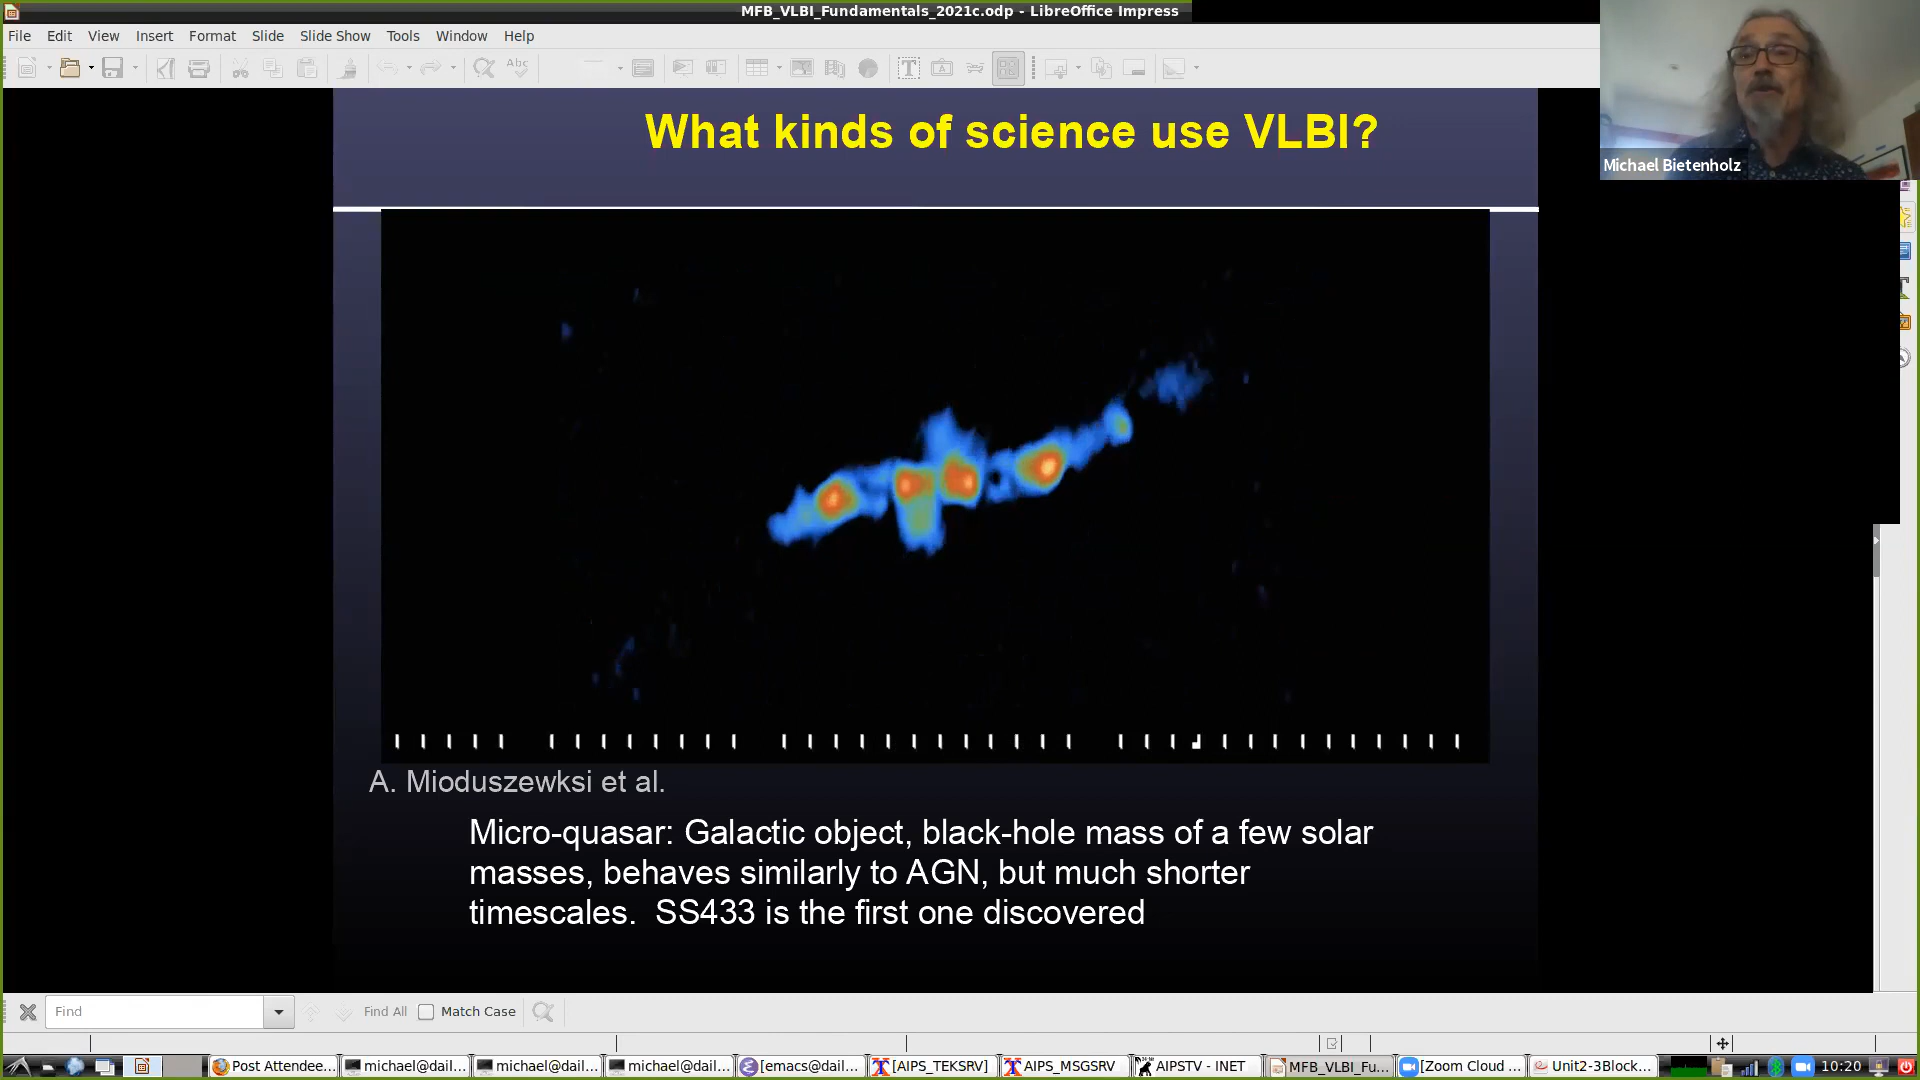 MFB_VLBI_Fundamentals_2021c.odp - LibreOffice Impress
File Edit View Insert Format Slide Slide Show Tools Window Help
Abc
What kinds of science use VLBI?
Michael Bietenholz
A. Mioduszewksi et al.
Micro-quasar: Galactic object, black-hole mass of a few solar
masses, behaves similarly to AGN, but much shorter
timescales.  SS433 is the first one discovered
Find Find All Match Case
Post Attendee... michael@dail... michael@dail... michael@dail... [emacs@dail... [AIPS_TEKSRV] AIPS_MSGSRV AIPSTV - INET MFB_VLBI_Fu... [Zoom Cloud ... Unit2-3Block... 10:20